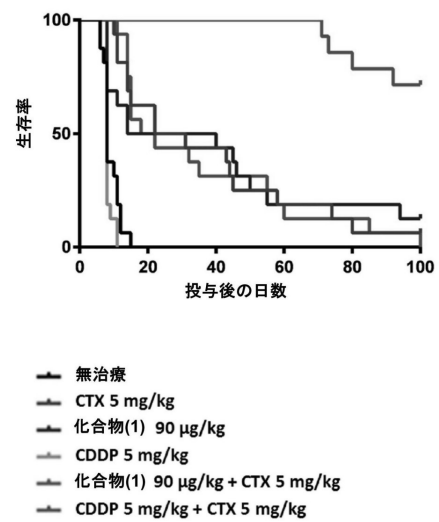 100
50
0
生存率
0 20 40 60 80 100
投与後の日数
無治療
CTX 5 mg/kg
化合物(1) 90 μg/kg
CDDP 5 mg/kg
化合物(1) 90 μg/kg + CTX 5 mg/kg
CDDP 5 mg/kg + CTX 5 mg/kg